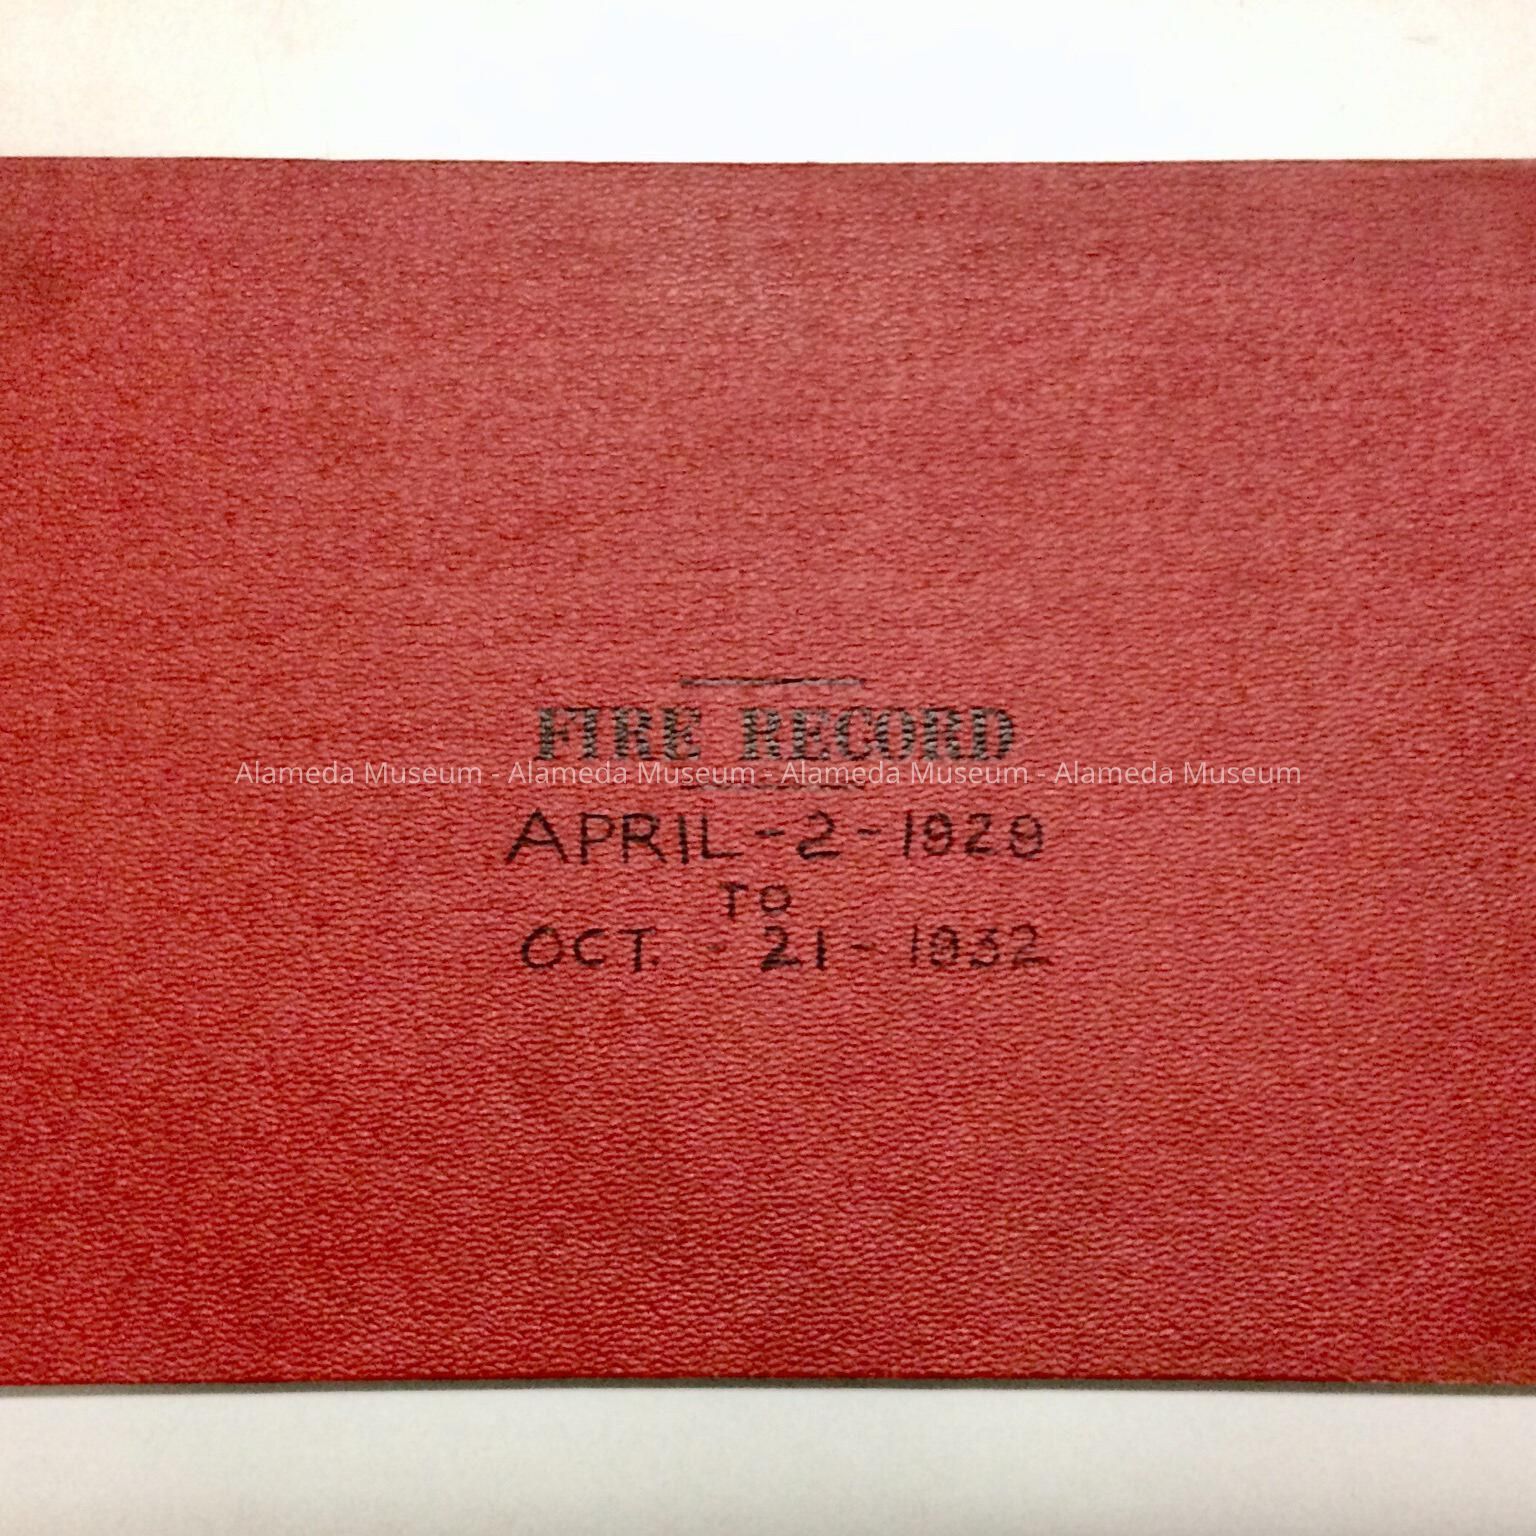 FIRE RECORD
Alameda Museum - Alameda Museum - Alameda Museum - Alameda Museum
APRIL - 2 - 1929
TO
OCT. - 21 - 1932